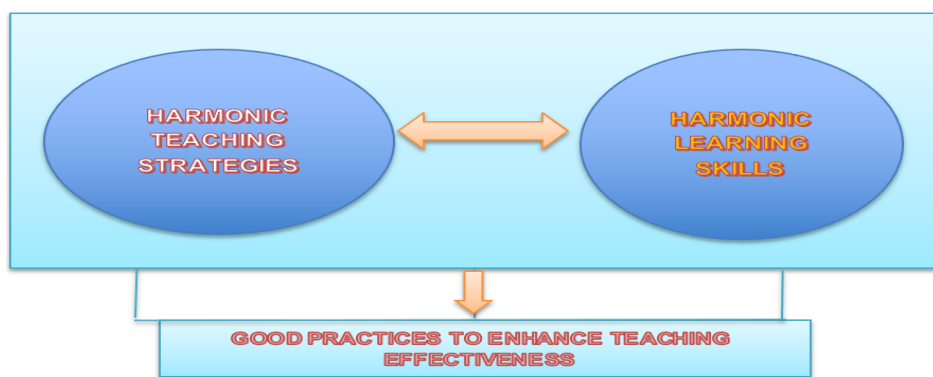 HARMONIC
TEACHING
STRATEGIES
HARMONIC
LEARNING
SKILLS
GOOD PRACTICES TO ENHANCE TEACHING
EFFECTIVENESS